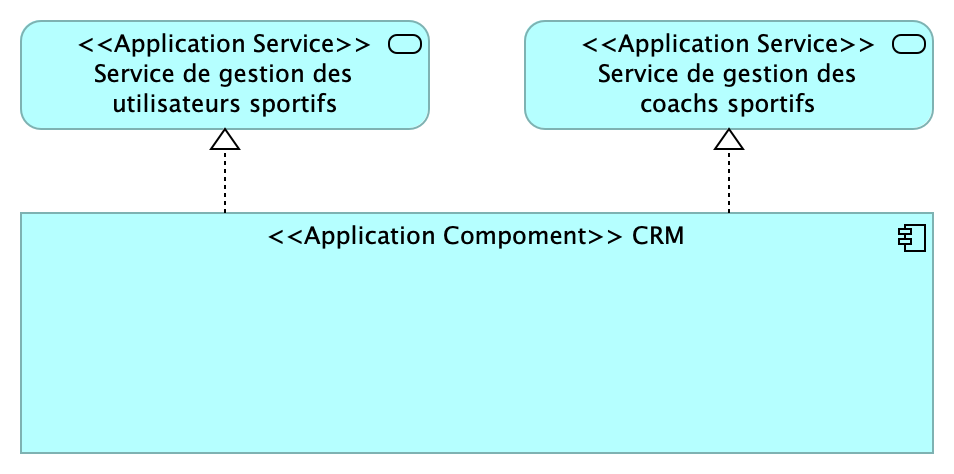 <<Application Service>>
Service de gestion des
utilisateurs sportifs
<<Application Service>>
Service de gestion des
coachs sportifs
<<Application Compoment>> CRM